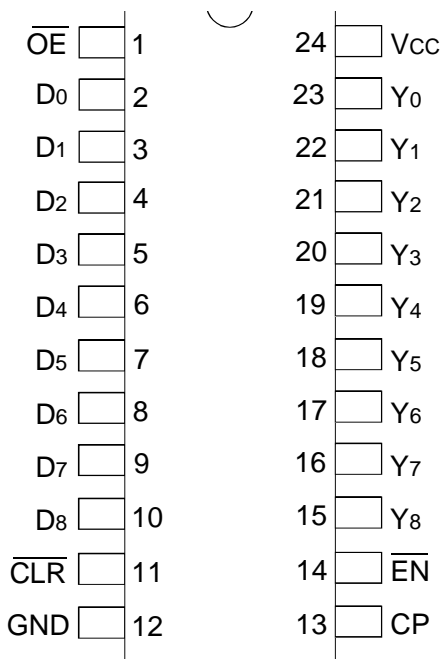 OE 1 24 VCC
D0 2 23 Y0
D1 3 22 Y1
D2 4 21 Y2
D3 5 20 Y3
D4 6 19 Y4
D5 7 18 Y5
D6 8 17 Y6
D7 9 16 Y7
D8 10 15 Y8
CLR 11 14 EN
GND 12 13 CP